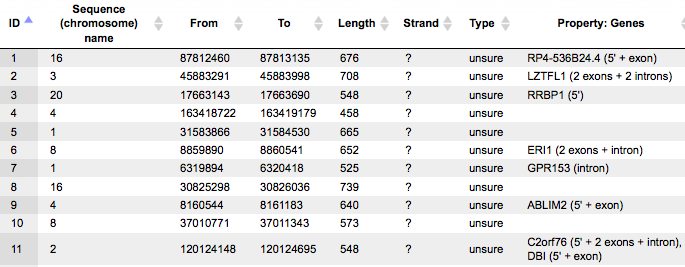 ID Sequence (chromosome) name From To Length Strand Type Property: Genes
1 16 87812460 87813135 676 ? unsure RP4-536B24.4 (5' + exon)
2 3 45883291 45883998 708 ? unsure LZTFL1 (2 exons + 2 introns)
3 20 17663143 17663690 548 ? unsure RRBP1 (5')
4 4 163418722 163419179 458 ? unsure
5 1 31583866 31584530 665 ? unsure
6 8 8859890 8860541 652 ? unsure ERI1 (2 exons + intron)
7 1 6319894 6320418 525 ? unsure GPR153 (intron)
8 16 30825298 30826036 739 ? unsure
9 4 8160544 8161183 640 ? unsure ABLIM2 (5' + exon)
10 8 37010771 37011343 573 ? unsure
11 2 120124148 120124695 548 ? unsure C2orf76 (5' + 2 exons + intron),
DBI (5' + exon)